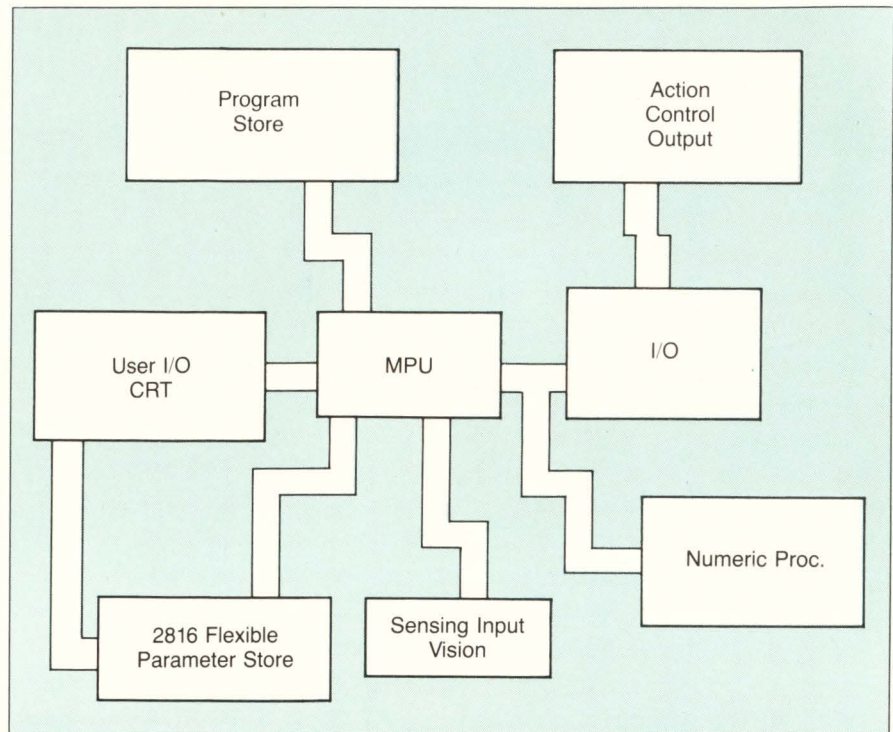 Program
Store
Action
Control
Output
User I/O
CRT
MPU
I/O
Numeric Proc.
2816 Flexible
Parameter Store
Sensing Input
Vision